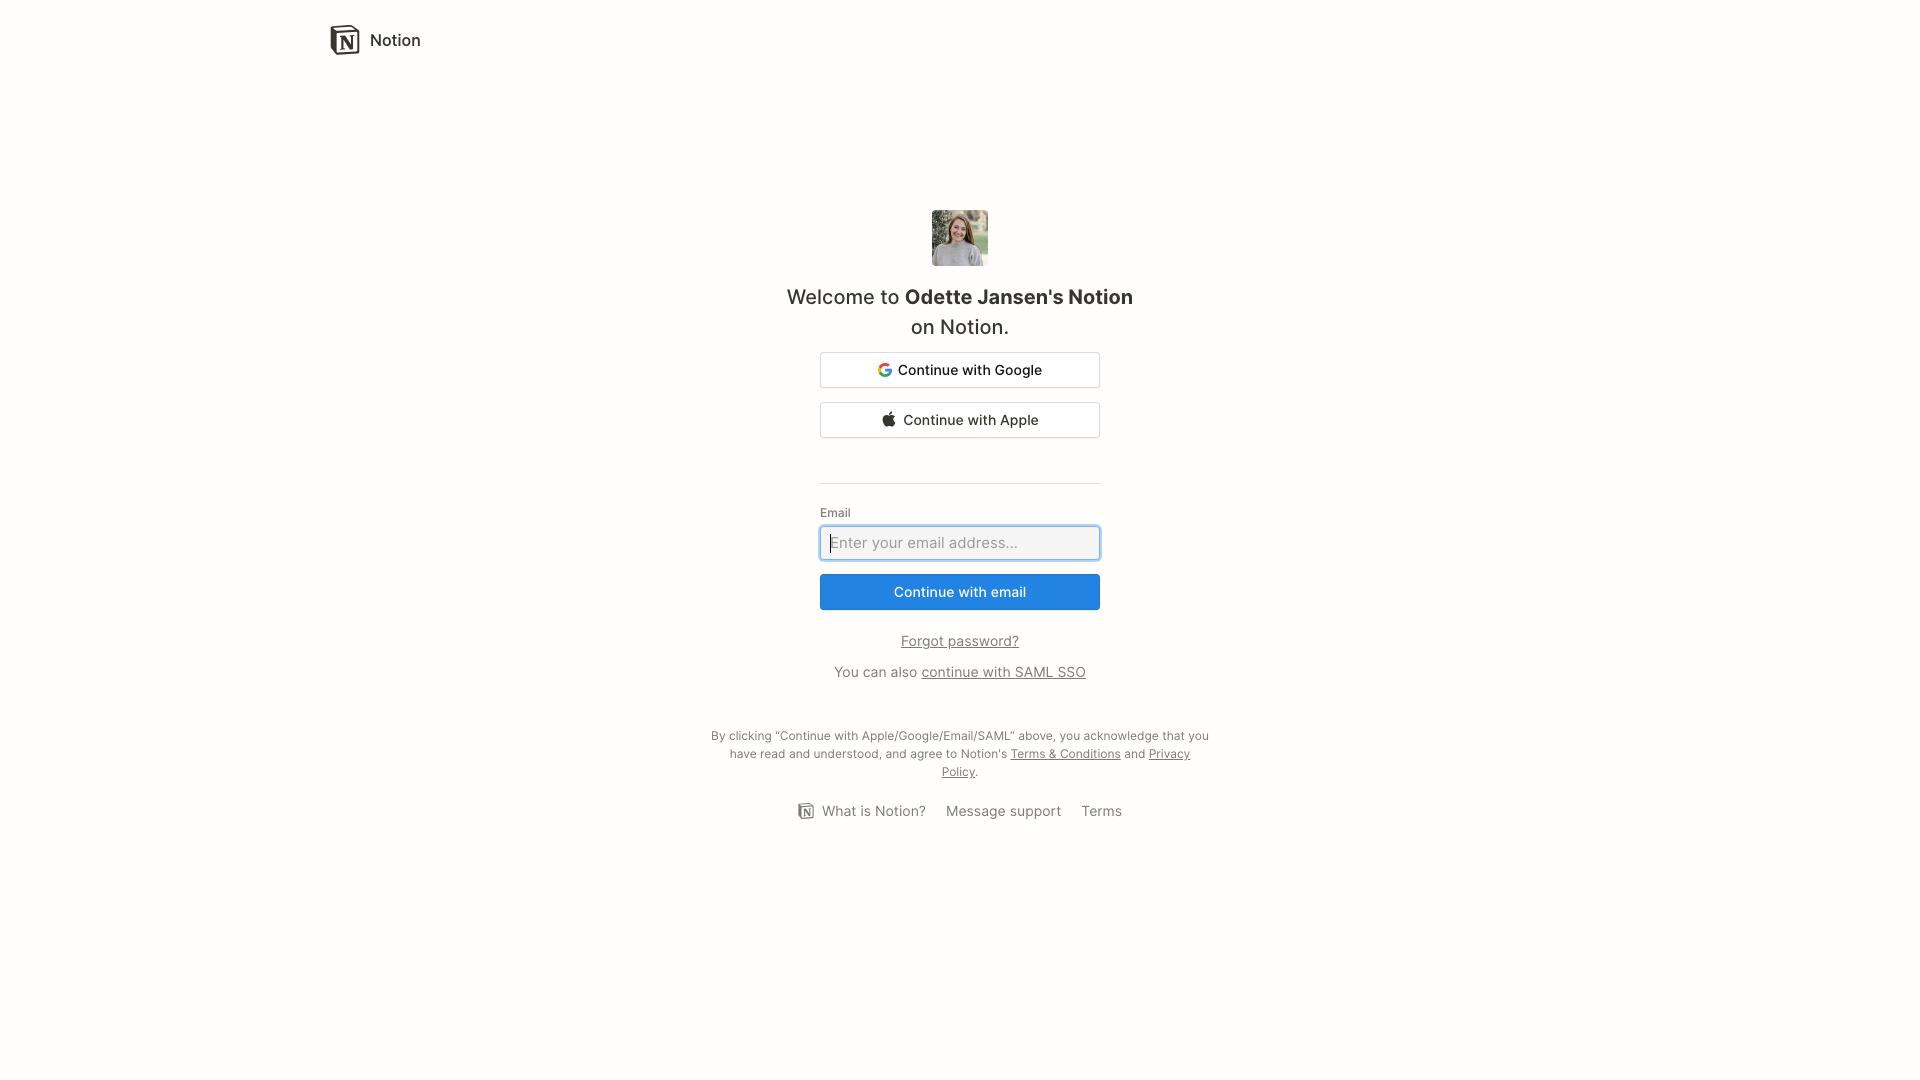 Notion
Welcome to Odette Jansen's Notion
on Notion.
Continue with Google
Continue with Apple
Email
Enter your email address...
Continue with email
Forgot password?
You can also continue with SAML SSO
By clicking “Continue with Apple/Google/Email/SAML” above, you acknowledge that you
have read and understood, and agree to Notion's Terms & Conditions and Privacy
Policy.
What is Notion? Message support Terms